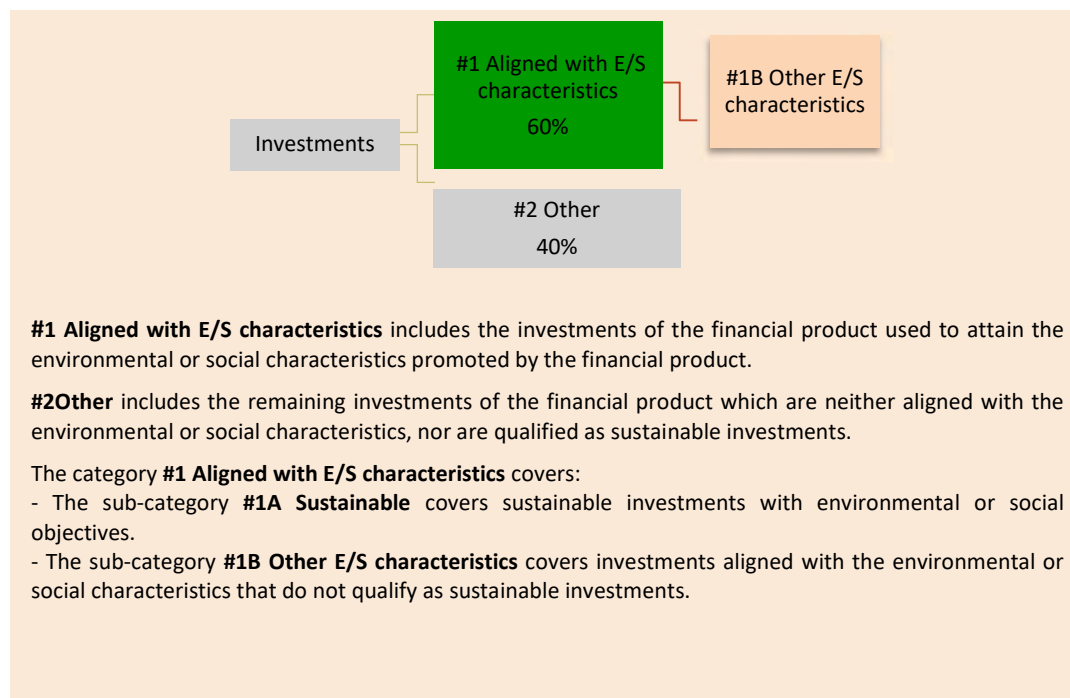 #1 Aligned with E/S
characteristics
60%
#1B Other E/S
characteristics
Investments
#2 Other
40%
#1 Aligned with E/S characteristics includes the investments of the financial product used to attain the
environmental or social characteristics promoted by the financial product.
#2Other includes the remaining investments of the financial product which are neither aligned with the
environmental or social characteristics, nor are qualified as sustainable investments.
The category #1 Aligned with E/S characteristics covers:
- The sub-category #1A Sustainable covers sustainable investments with environmental or social
objectives.
- The sub-category #1B Other E/S characteristics covers investments aligned with the environmental or
social characteristics that do not qualify as sustainable investments.